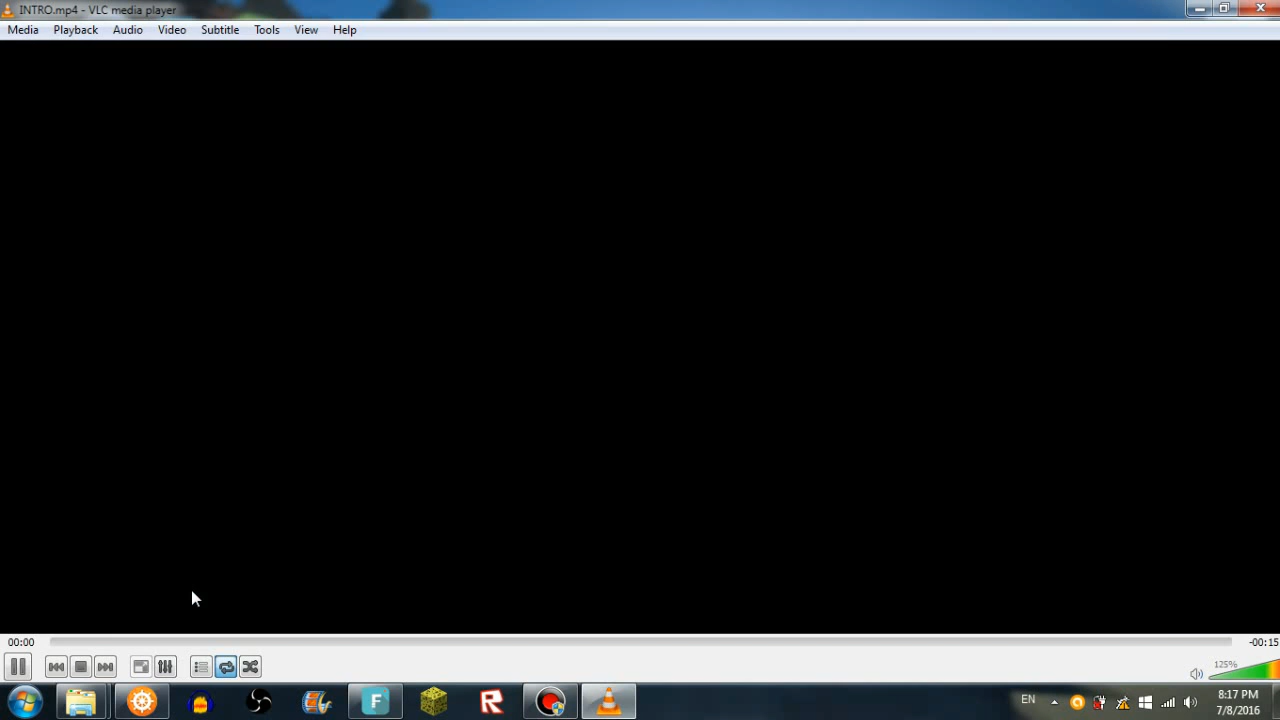 INTRO.mp4 - VLC media player
Media Playback Audio Video Subtitle Tools View Help
00:00 -00:15
125%
F
EN 8:17 PM
7/8/2016